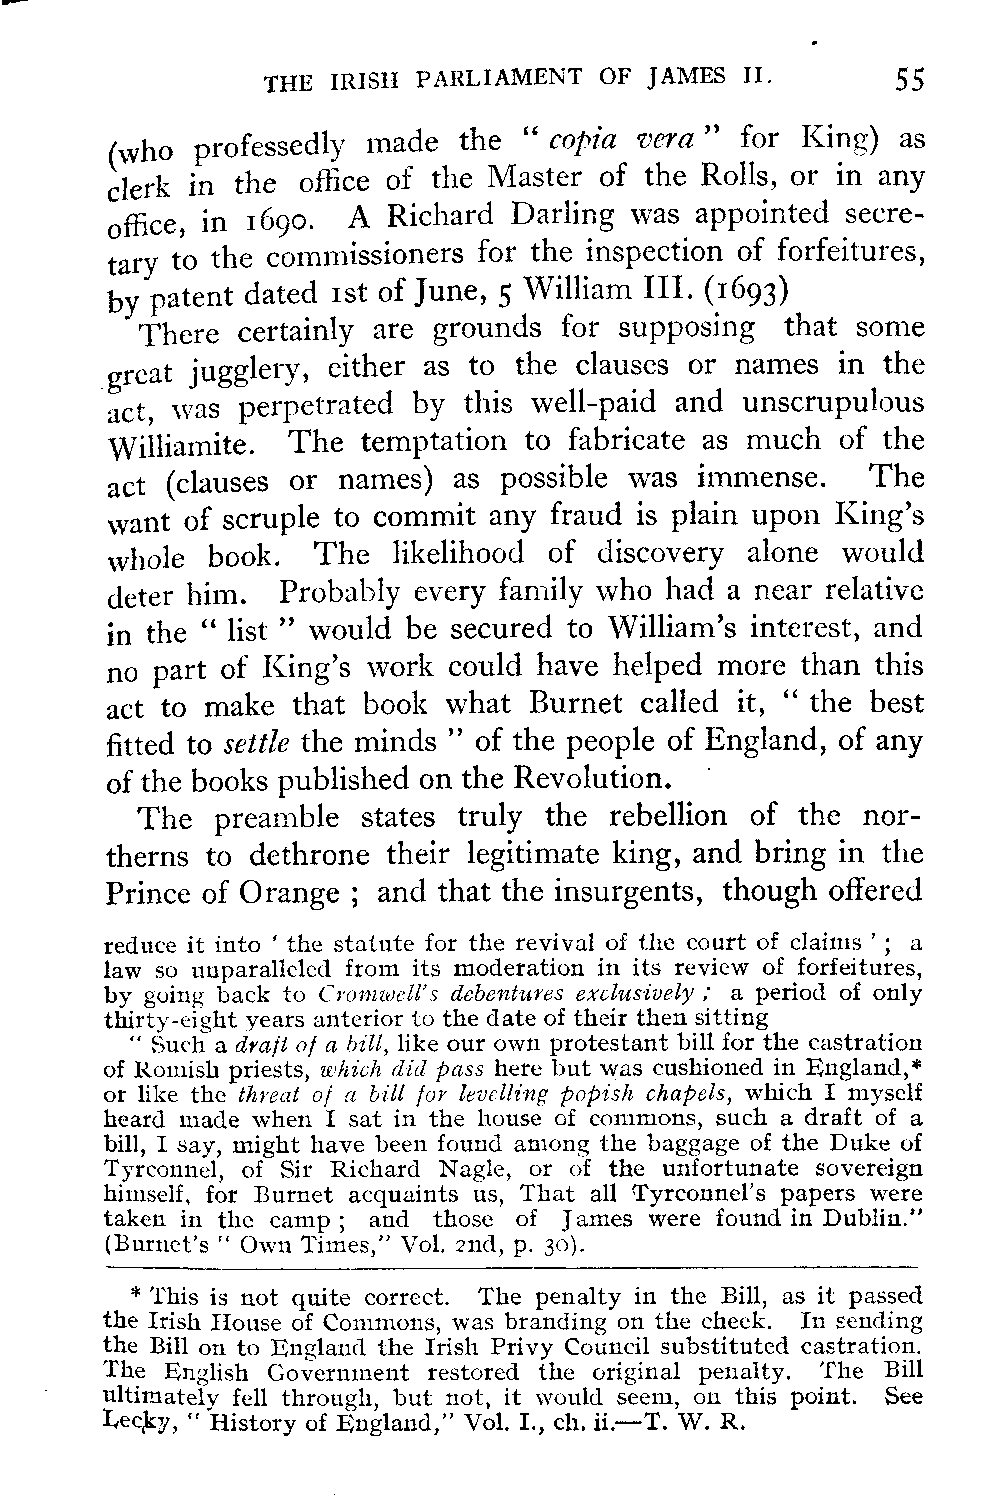 THE IRISH PARLIAMENT OF JAMES II. 55
(who professedly made the “ copia vera ” for King) as
clerk in the office of the Master of the Rolls, or in any
office, in 1690. A Richard Darling was appointed secre-
tary to the commissioners for the inspection of forfeitures,
by patent dated 1st of June, 5 William III. (1693)
There certainly are grounds for supposing that some
great jugglery, either as to the clauses or names in the
act, was perpetrated by this well-paid and unscrupulous
Williamite. The temptation to fabricate as much of the
act (clauses or names) as possible was immense. The
want of scruple to commit any fraud is plain upon King’s
whole book. The likelihood of discovery alone would
deter him. Probably every family who had a near relative
in the “ list ” would be secured to William’s interest, and
no part of King’s work could have helped more than this
act to make that book what Burnet called it, “ the best
fitted to settle the minds ” of the people of England, of any
of the books published on the Revolution.
The preamble states truly the rebellion of the nor-
therns to dethrone their legitimate king, and bring in the
Prince of Orange ; and that the insurgents, though offered
reduce it into ‘ the statute for the revival of the court of claims ’ ; a
law so unparalleled from its moderation in its review of forfeitures,
by going back to Cromwell’s debentures exclusively ; a period of only
thirty-eight years anterior to the date of their then sitting
“ Such a draft of a bill, like our own protestant bill for the castration
of Romish priests, which did pass here but was cushioned in England,*
or like the threat of a bill for levelling popish chapels, which I myself
heard made when I sat in the house of commons, such a draft of a
bill, I say, might have been found among the baggage of the Duke of
Tyrconnel, of Sir Richard Nagle, or of the unfortunate sovereign
himself, for Burnet acquaints us, That all Tyrconnel’s papers were
taken in the camp ; and those of James were found in Dublin.”
(Burnet’s “ Own Times,” Vol. 2nd, p. 30).
* This is not quite correct. The penalty in the Bill, as it passed
the Irish House of Commons, was branding on the cheek. In sending
the Bill on to England the Irish Privy Council substituted castration.
The English Government restored the original penalty. The Bill
ultimately fell through, but not, it would seem, on this point. See
Lecky, “ History of England,” Vol. I., ch. ii.—T. W. R.